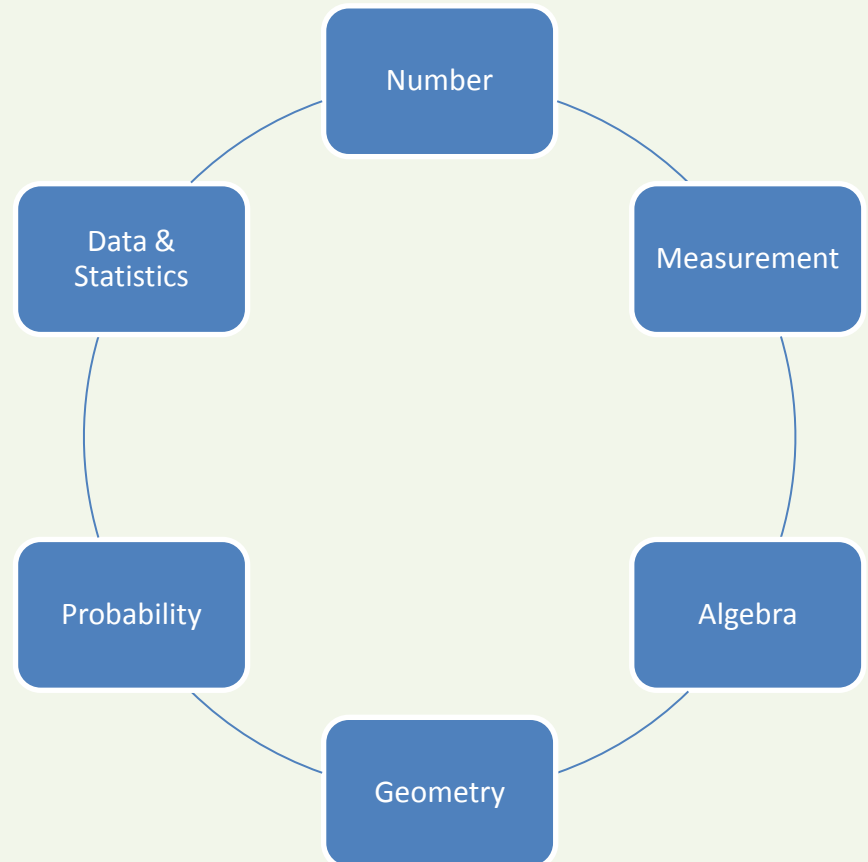 Number
Measurement
Algebra
Geometry
Probability
Data &
Statistics